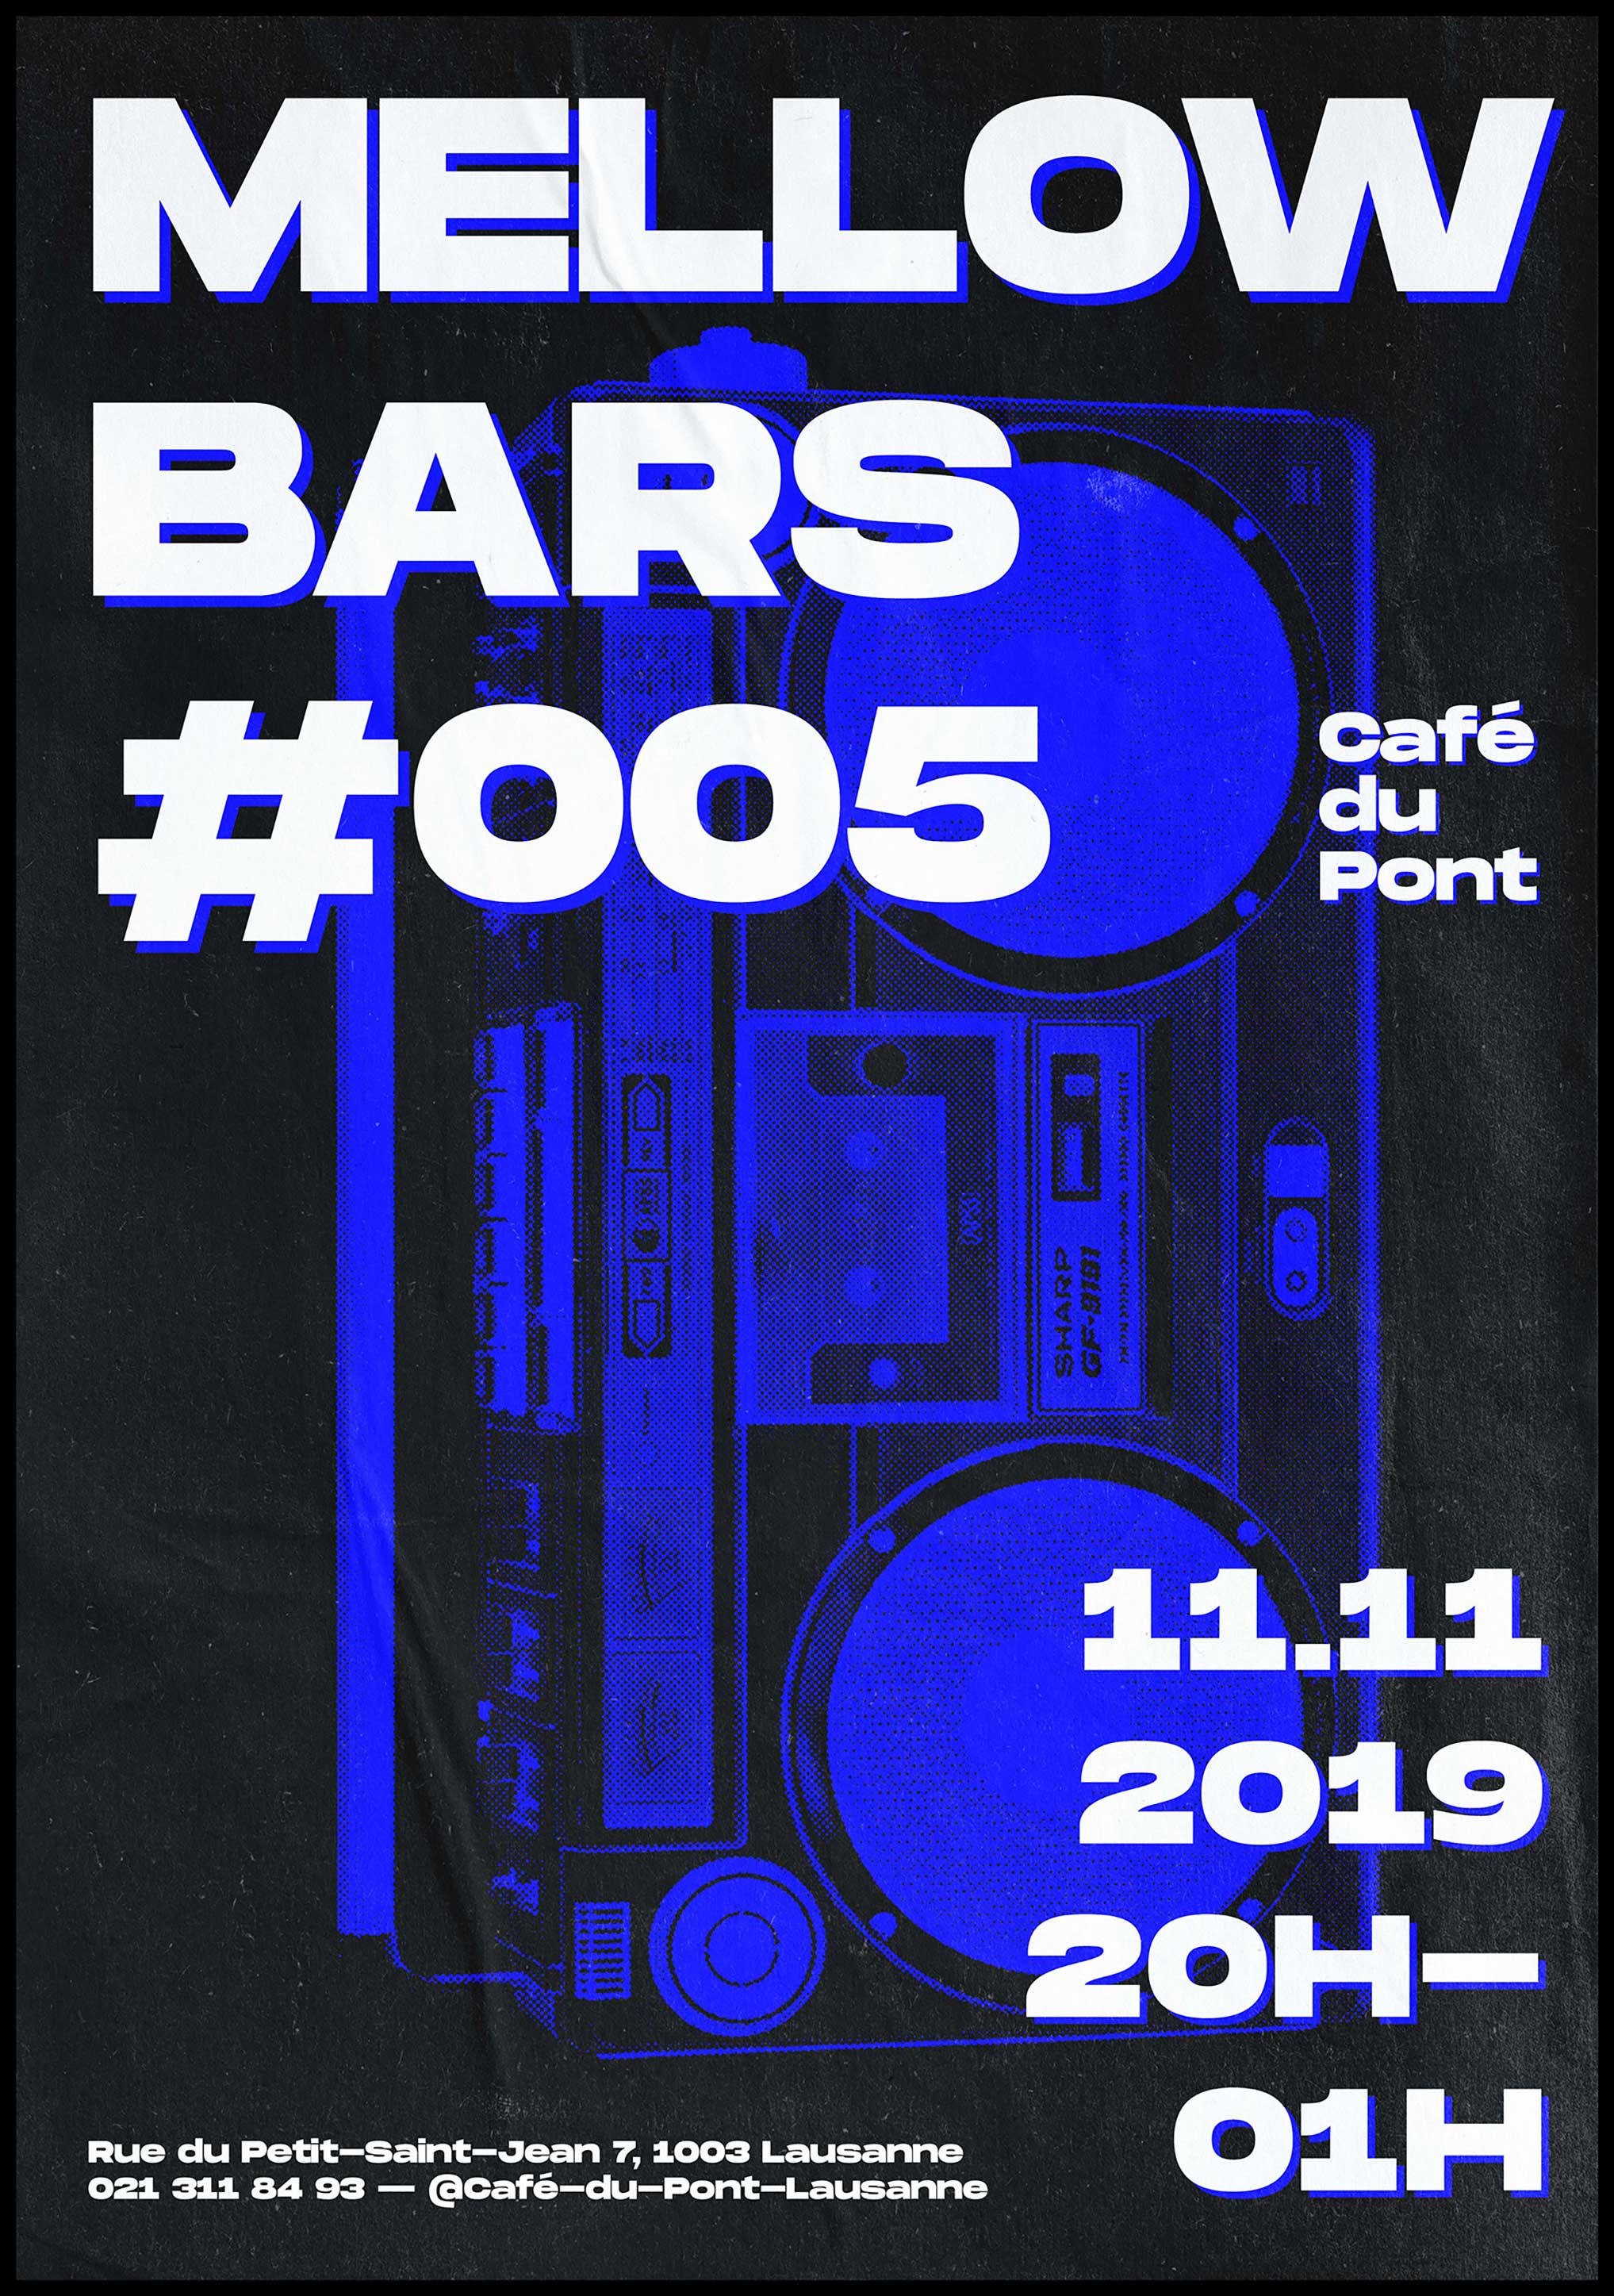 MELLOW
BARS
#005
Café
du
Pont
SHARP
GF-9191
11.11
2019
20H—
01H
Rue du Petit—Saint—Jean 7, 1003 Lausanne
021 311 84 93 — @Café—du—Pont—Lausanne